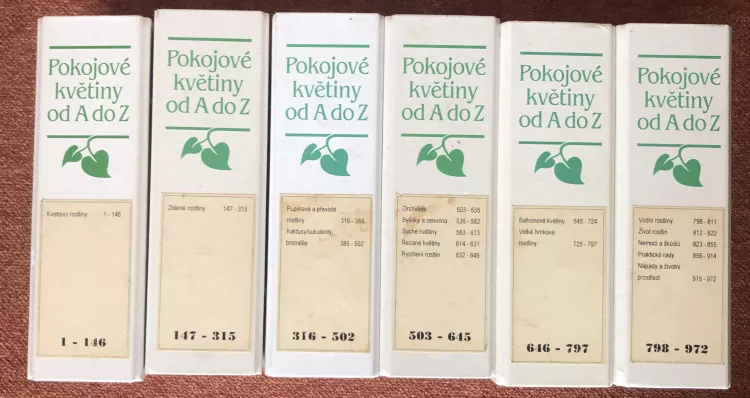 Pokojové
květiny
od A do Z
Kvetoucí rostliny 1 - 146
1 - 146
Pokojové
květiny
od A do Z
Zelené rostliny 147 - 315
147 - 315
Pokojové
květiny
od A do Z
Popínavé a převislé
rostliny 316 - 384
Kaktusy/sukulenty,
bromélie 385 - 502
316 - 502
Pokojové
květiny
od A do Z
Orchideje 503 - 535
Bylinky a zelenina 536 - 582
Suché květiny 583 - 613
Řezané květiny 614 - 631
Rychlení rostlin 632 - 645
503 - 645
Pokojové
květiny
od A do Z
Balkonové květiny 646 - 724
Velké hrnkové
rostliny 725 - 797
646 - 797
Pokojové
květiny
od A do Z
Vodní rostliny 798 - 811
Život rostlin 812 - 822
Nemoci a škůdci 823 - 855
Praktické rady 856 - 914
Nápady a životní
prostředí 915 - 972
798 - 972